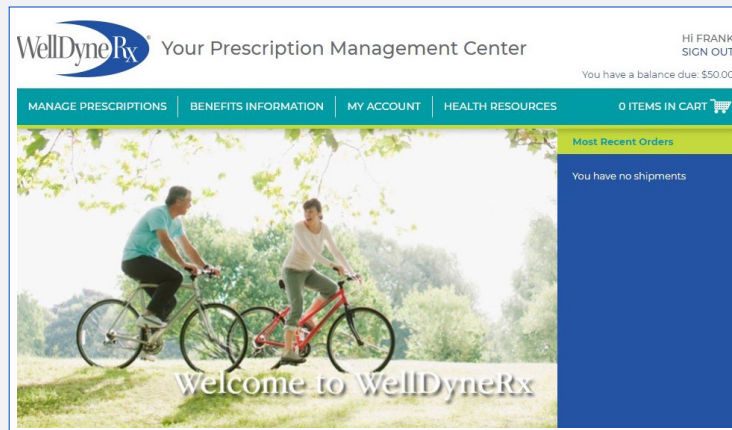 WellDyneRx® Your Prescription Management Center
Hi FRANK
SIGN OUT
You have a balance due: $50.00
MANAGE PRESCRIPTIONS BENEFITS INFORMATION MY ACCOUNT HEALTH RESOURCES 0 ITEMS IN CART
Most Recent Orders
You have no shipments
Welcome to WellDyneRx